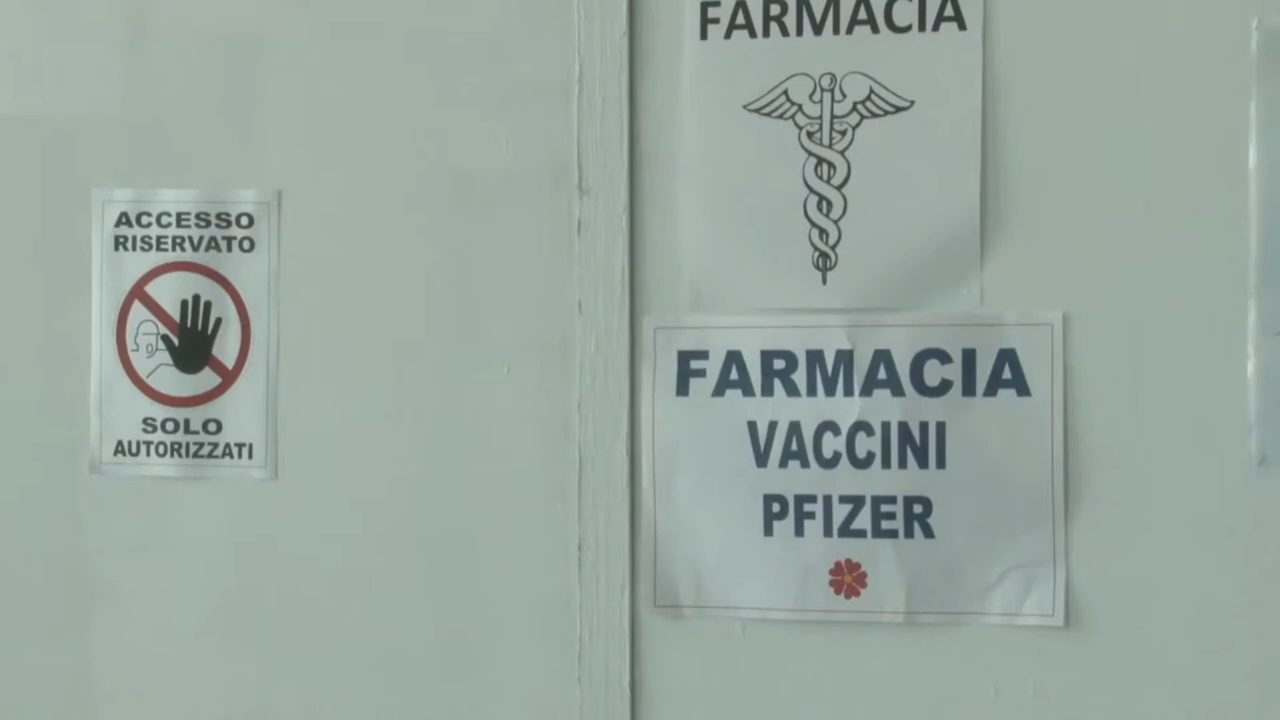 ACCESSO
RISERVATO
SOLO
AUTORIZZATI
FARMACIA
FARMACIA
VACCINI
PFIZER